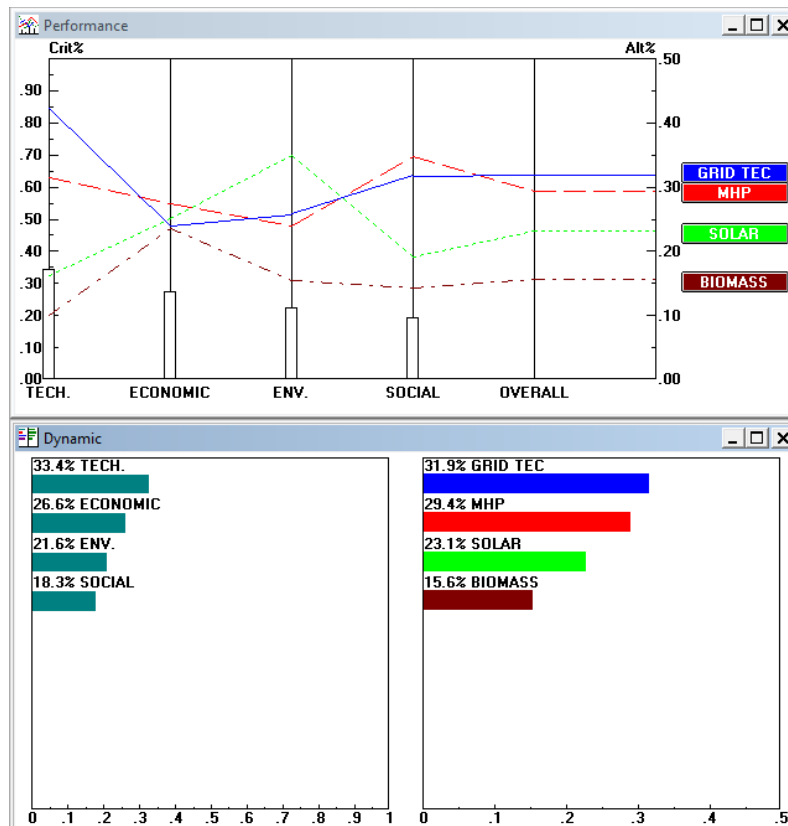 Performance
Crit% Alt%
.50
.90
.80 .40
.70
.60 .30
.50
.40 .20
.30
.20 .10
.10
.00 .00
GRID TEC
MHP
SOLAR
BIOMASS
TECH. ECONOMIC ENV. SOCIAL OVERALL
Dynamic
33.4% TECH.
26.6% ECONOMIC
21.6% ENV.
18.3% SOCIAL
0 .1 .2 .3 .4 .5 .6 .7 .8 .9 1
31.9% GRID TEC
29.4% MHP
23.1% SOLAR
15.6% BIOMASS
0 .1 .2 .3 .4 .5